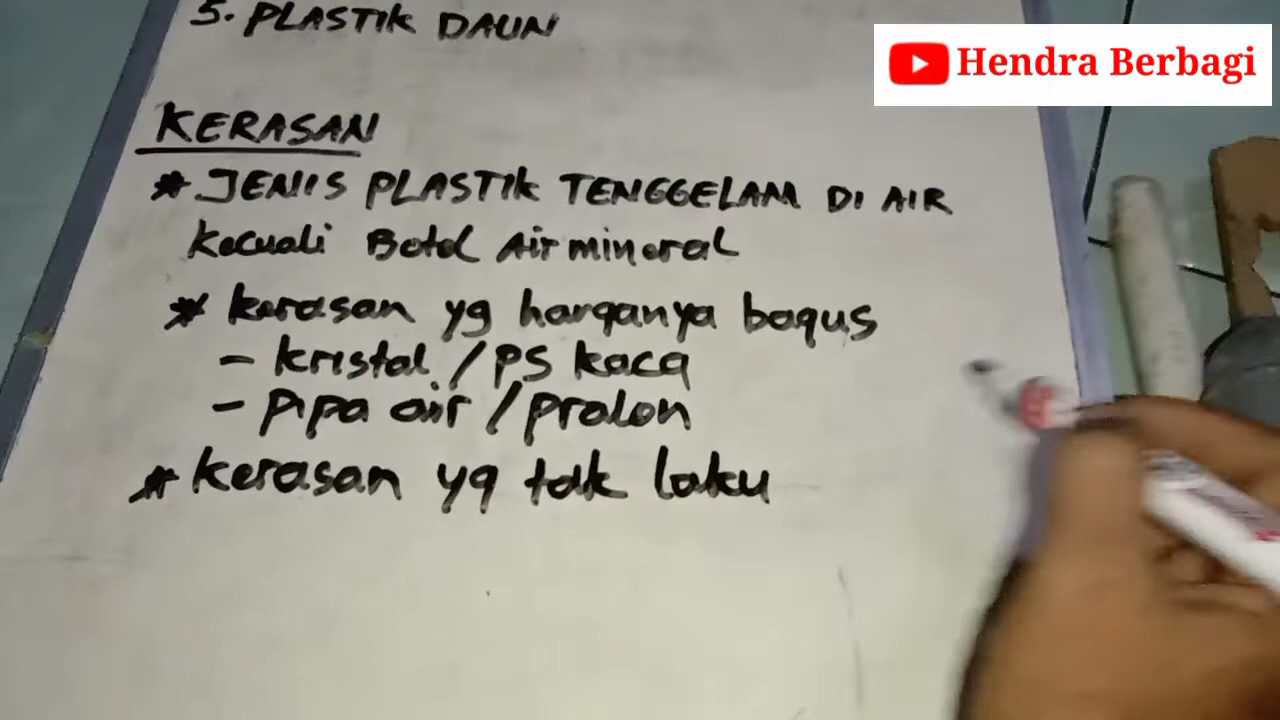 5. PLASTIK DAUN
Hendra Berbagi
KERASAN
* JENIS PLASTIK TENGGELAM DI AIR
Kecuali Botol Air mineral
* kerasan yg harganya bagus
- kristal / PS kaca
- pipa air / pralon
* kerasan yg tdk laku